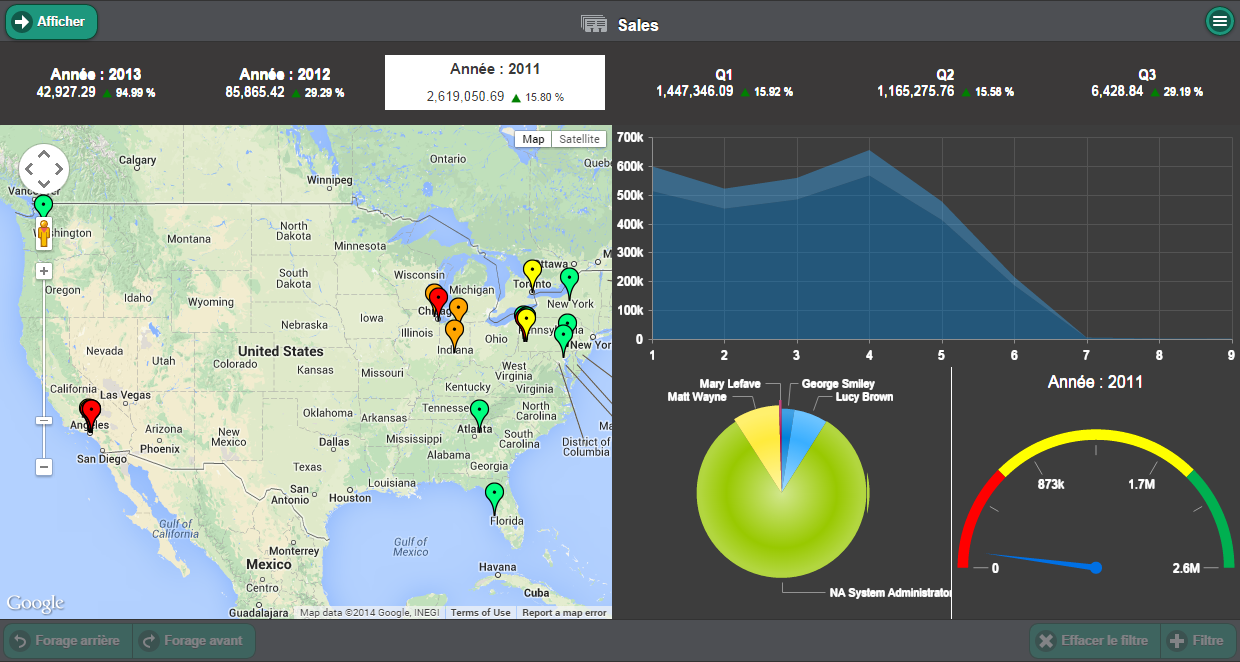 Afficher
Sales
Année : 2013
42,927.29 94.99 %
Année : 2012
85,865.42 29.29 %
Année : 2011
2,619,050.69 15.80 %
Q1
1,447,346.09 15.92 %
Q2
1,165,275.76 15.58 %
Q3
6,428.84 29.19 %
Map Satellite
Calgary
Ontario
Winnipeg
Montana
North
Dakota
Minnesota
Ottawa
Wisconsin
South
Dakota
Michigan
Toronto
Oregon
Idaho
Wyoming
New York
Iowa
Nebraska
Illinois
Ohio
Indiana
New York
Nevada
United States
Utah
Colorado
Kansas
Missouri
West
Virginia
Kentucky
Virginia
California
Las Vegas
Oklahoma
Arkansas
Tennessee
North
Carolina
Arizona
New
Mexico
Atlanta
South
Carolina
Mississippi
Dallas
District of
Columbia
Phoenix
San Diego
Alabama
Texas
Georgia
Louisiana
San
Antonio
Houston
Florida
Gulf of
California
Gulf of
Mexico
Monterrey
Mexico
Havana
Centro
Cuba
Guadalajara
Google
Map data ©2014 Google, INEGI Terms of Use Report a map error
700k
600k
500k
400k
300k
200k
100k
0
1 2 3 4 5 6 7 8 9
Mary Lefave
George Smiley
Matt Wayne
Lucy Brown
NA System Administrator
Année : 2011
873k 1.7M
0 2.6M
Forage arrière
Forage avant
Effacer le filtre
Filtre